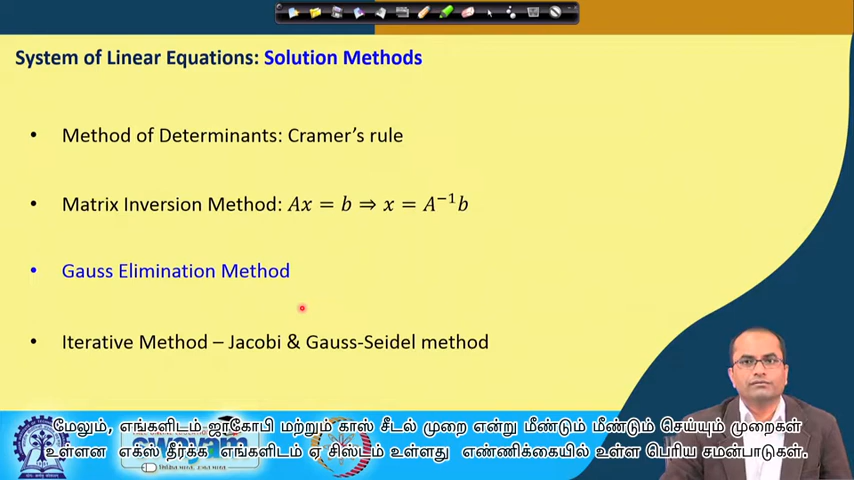 System of Linear Equations: Solution Methods
• Method of Determinants: Cramer's rule
• Matrix Inversion Method: Ax = b ⇒ x = A⁻¹b
• Gauss Elimination Method
• Iterative Method – Jacobi & Gauss-Seidel method
மேலும், எங்களிடம் ஜாகோபி மற்றும் காஸ் சீடல் முறை என்று மீண்டும் மீண்டும் செய்யும் முறைகள்
உள்ளன எக்ஸ் தீர்க்க எங்களிடம் ஏ சிஸ்டம் உள்ளது எண்ணிக்கையில் உள்ள பெரிய சமன்பாடுகள்.
swayam